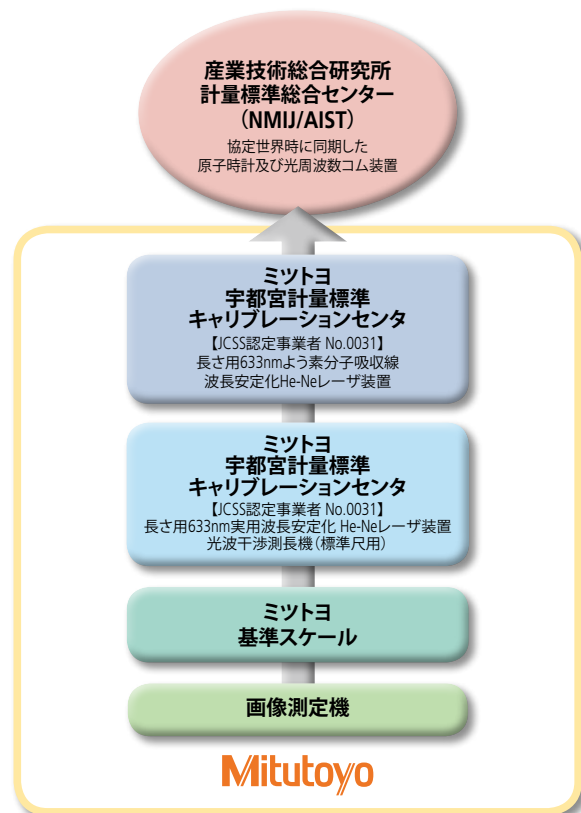 産業技術総合研究所
計量標準総合センター
（NMIJ/AIST）
協定世界時に同期した
原子時計及び光周波数コム装置
ミツトヨ
宇都宮計量標準
キャリブレーションセンタ
【JCSS認定事業者 No.0031】
長さ用633nmよう素分子吸収線
波長安定化He-Neレーザ装置
ミツトヨ
宇都宮計量標準
キャリブレーションセンタ
【JCSS認定事業者 No.0031】
長さ用633nm実用波長安定化 He-Neレーザ装置
光波干渉測長機（標準尺用）
ミツトヨ
基準スケール
画像測定機
Mitutoyo